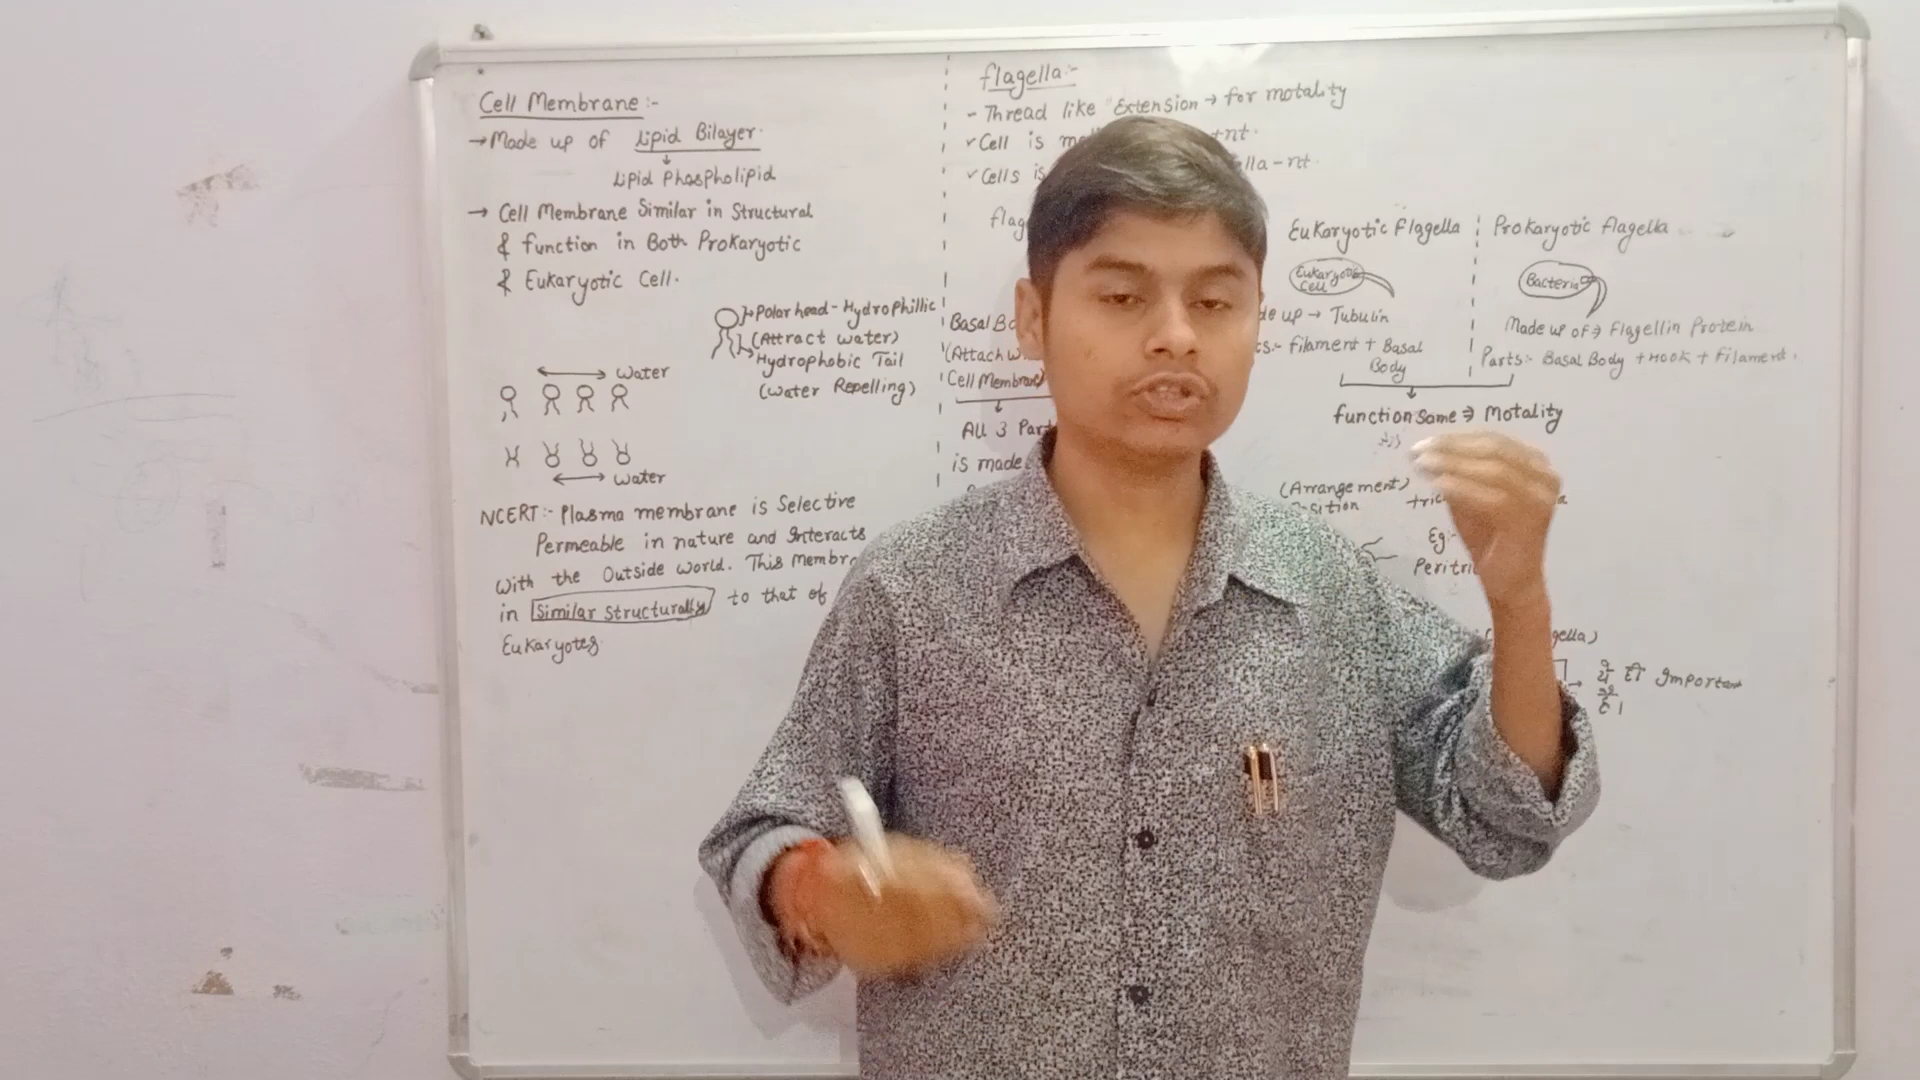 Cell Membrane :-
→ Made up of Lipid Bilayer.
↓
Lipid Phospholipid
→ Cell Membrane Similar in Structural
& function in Both Prokaryotic
& Eukaryotic Cell.
Polar head - Hydrophillic
(Attract water)
Hydrophobic Tail
(Water Repelling)
Water
Water
NCERT :- Plasma membrane is Selective
Permeable in nature and Interacts
With the Outside World. This Membr
in Similar Structurally to that of
Eukaryotes.
flagella :-
- Thread like Extension → for motality
✓ Cell is
✓ Cells is
Basal
(Attach
Cell Membrane)
All 3 Part
is made
Eukaryotic Flagella
Eukaryotic
Cell
up → Tubulin
filament + Basal
Body
Prokaryotic flagella
Bacteria
Made up of → Flagellin Protein
Parts :- Basal Body + Hook + Filament.
function Same → Motality
(Arrangement)
Eg:-
ये ही Important
है।